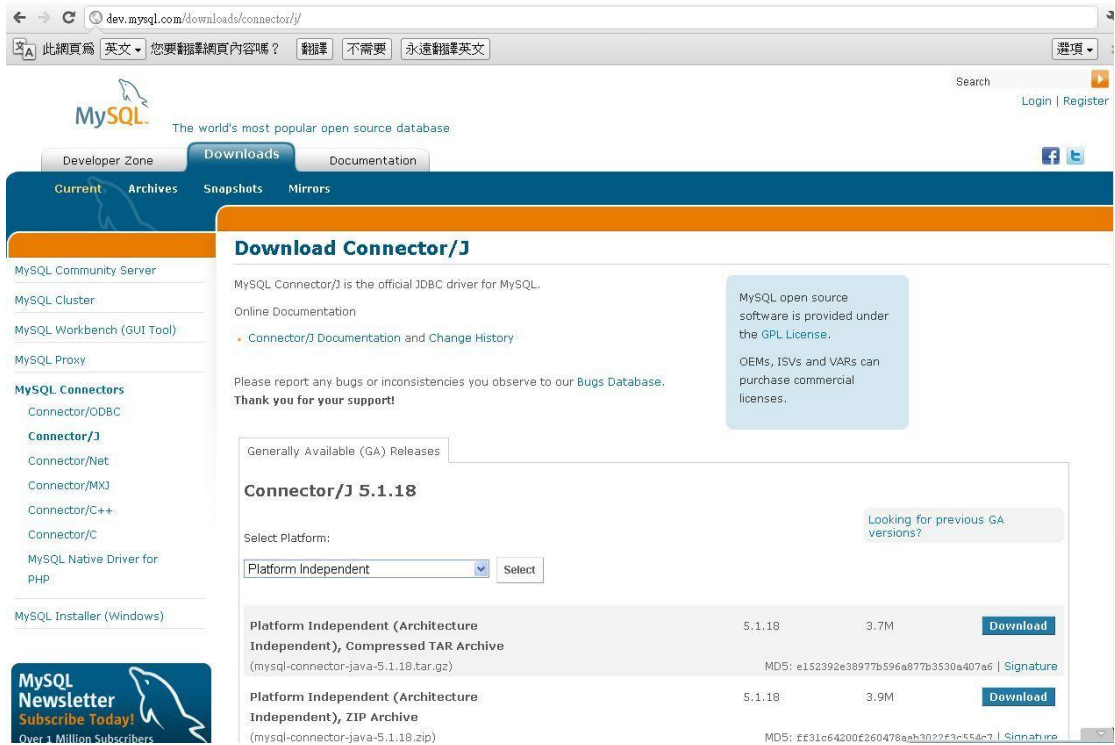 dev.mysql.com/downloads/connector/j/
此網頁為 英文 您要翻譯網頁內容嗎？ 翻譯 不需要 永遠翻譯英文 選項
Search
Login | Register
MySQL
The world's most popular open source database
Developer Zone Downloads Documentation
Current Archives Snapshots Mirrors
Download Connector/J
MySQL Community Server
MySQL Cluster
MySQL Workbench (GUI Tool)
MySQL Proxy
MySQL Connectors
Connector/ODBC
Connector/J
Connector/Net
Connector/MXJ
Connector/C++
Connector/C
MySQL Native Driver for
PHP
MySQL Installer (Windows)
MySQL
Newsletter
Subscribe Today!
Over 1 Million Subscribers
MySQL Connector/J is the official JDBC driver for MySQL.
Online Documentation
Connector/J Documentation and Change History
Please report any bugs or inconsistencies you observe to our Bugs Database.
Thank you for your support!
MySQL open source
software is provided under
the GPL License.
OEMs, ISVs and VARs can
purchase commercial
licenses.
Generally Available (GA) Releases
Connector/J 5.1.18
Looking for previous GA
versions?
Select Platform:
Platform Independent Select
Platform Independent (Architecture
Independent), Compressed TAR Archive
5.1.18 3.7M Download
(mysql-connector-java-5.1.18.tar.gz) MD5: e152392e38977b596a877b3530a407a6 | Signature
Platform Independent (Architecture
Independent), ZIP Archive
5.1.18 3.9M Download
(mysql-connector-java-5.1.18.zip) MD5: | Signature